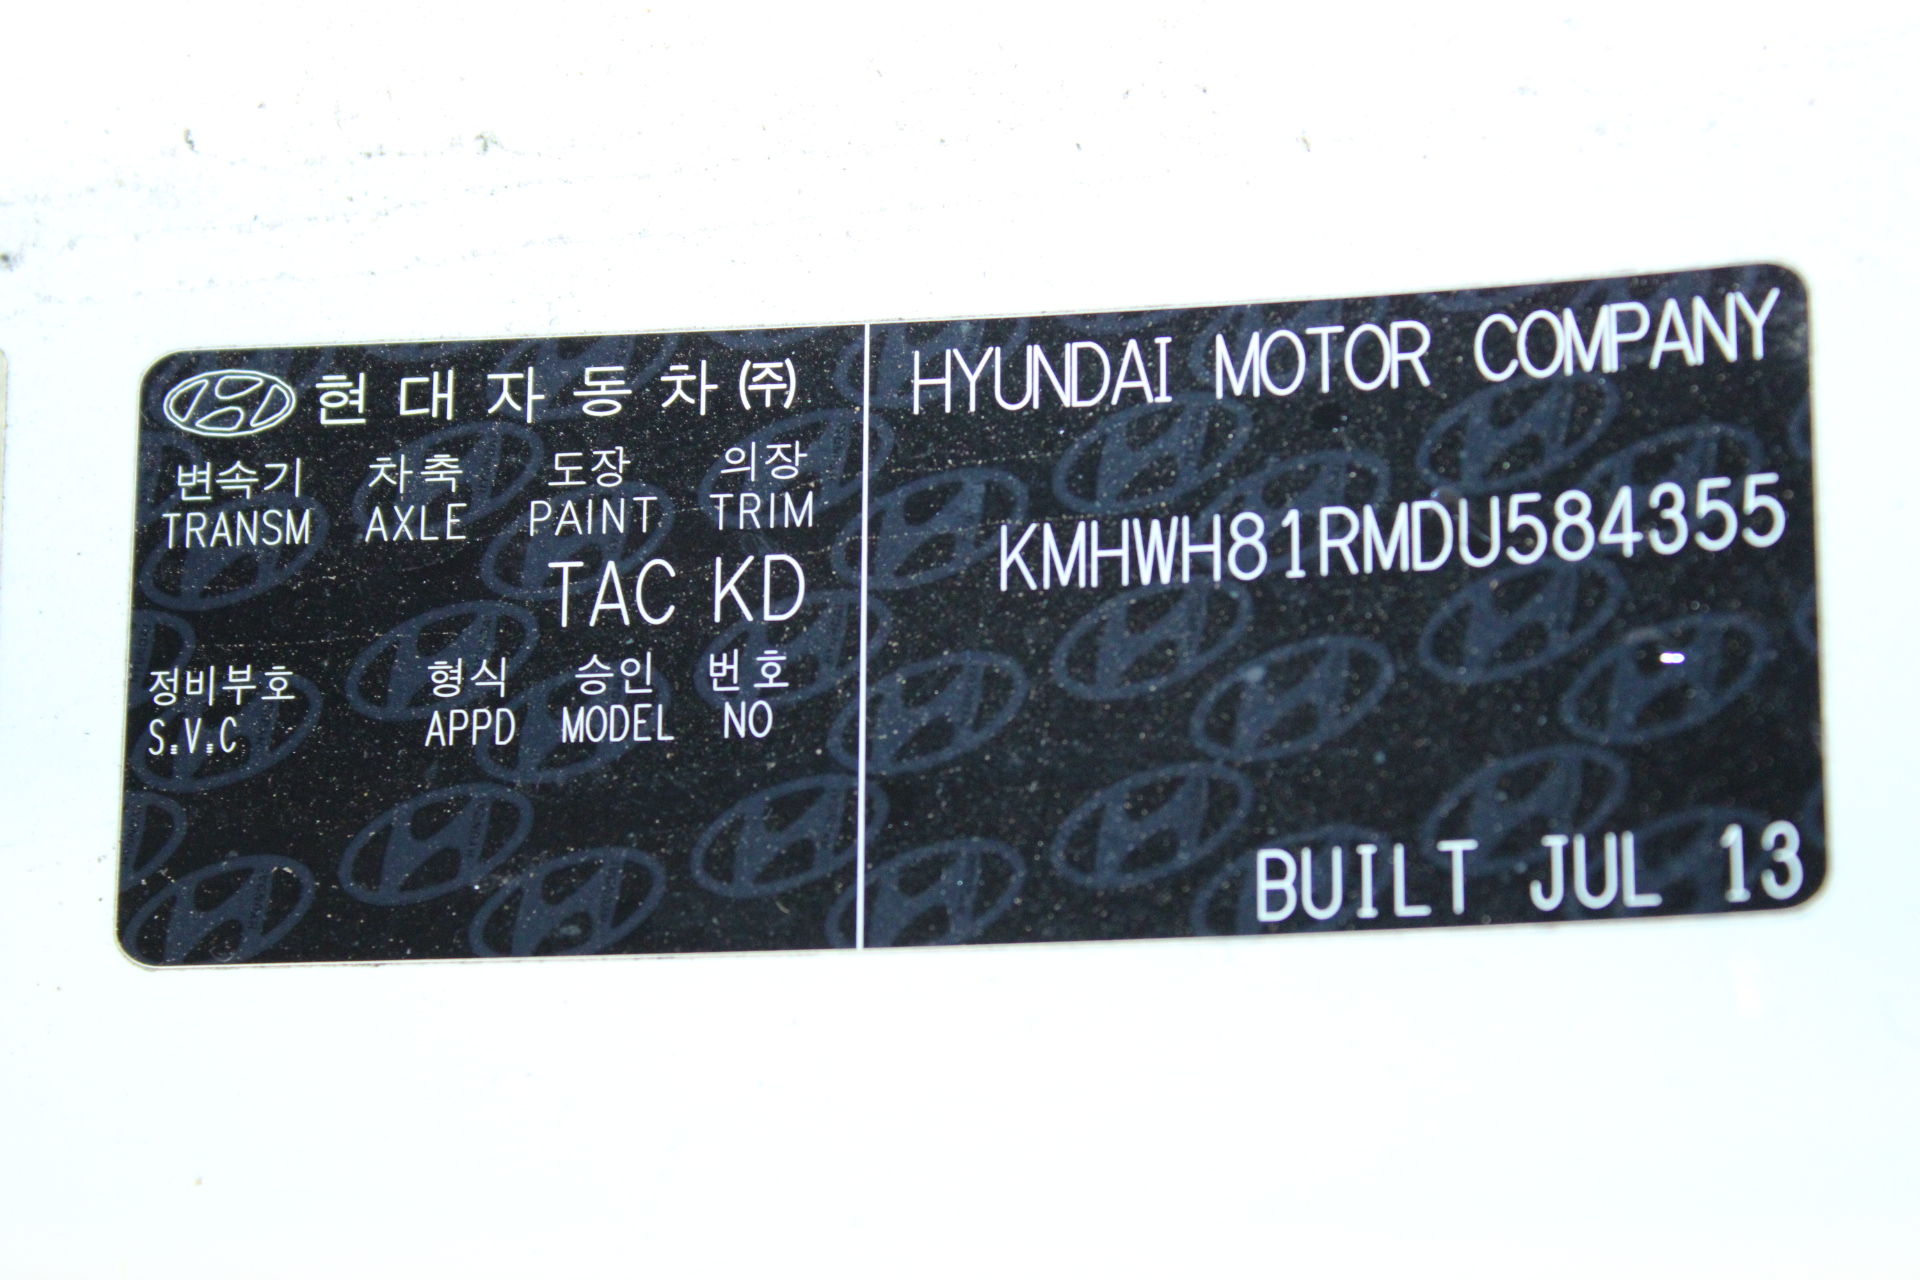 현대자동차(주)
변속기 차축 도장 의장
TRANSM AXLE PAINT TRIM
TAC KD
정비부호 형식 승인 번호
S.V.C APPD MODEL NO
HYUNDAI MOTOR COMPANY
KMHWH81RMDU584355
BUILT JUL 13